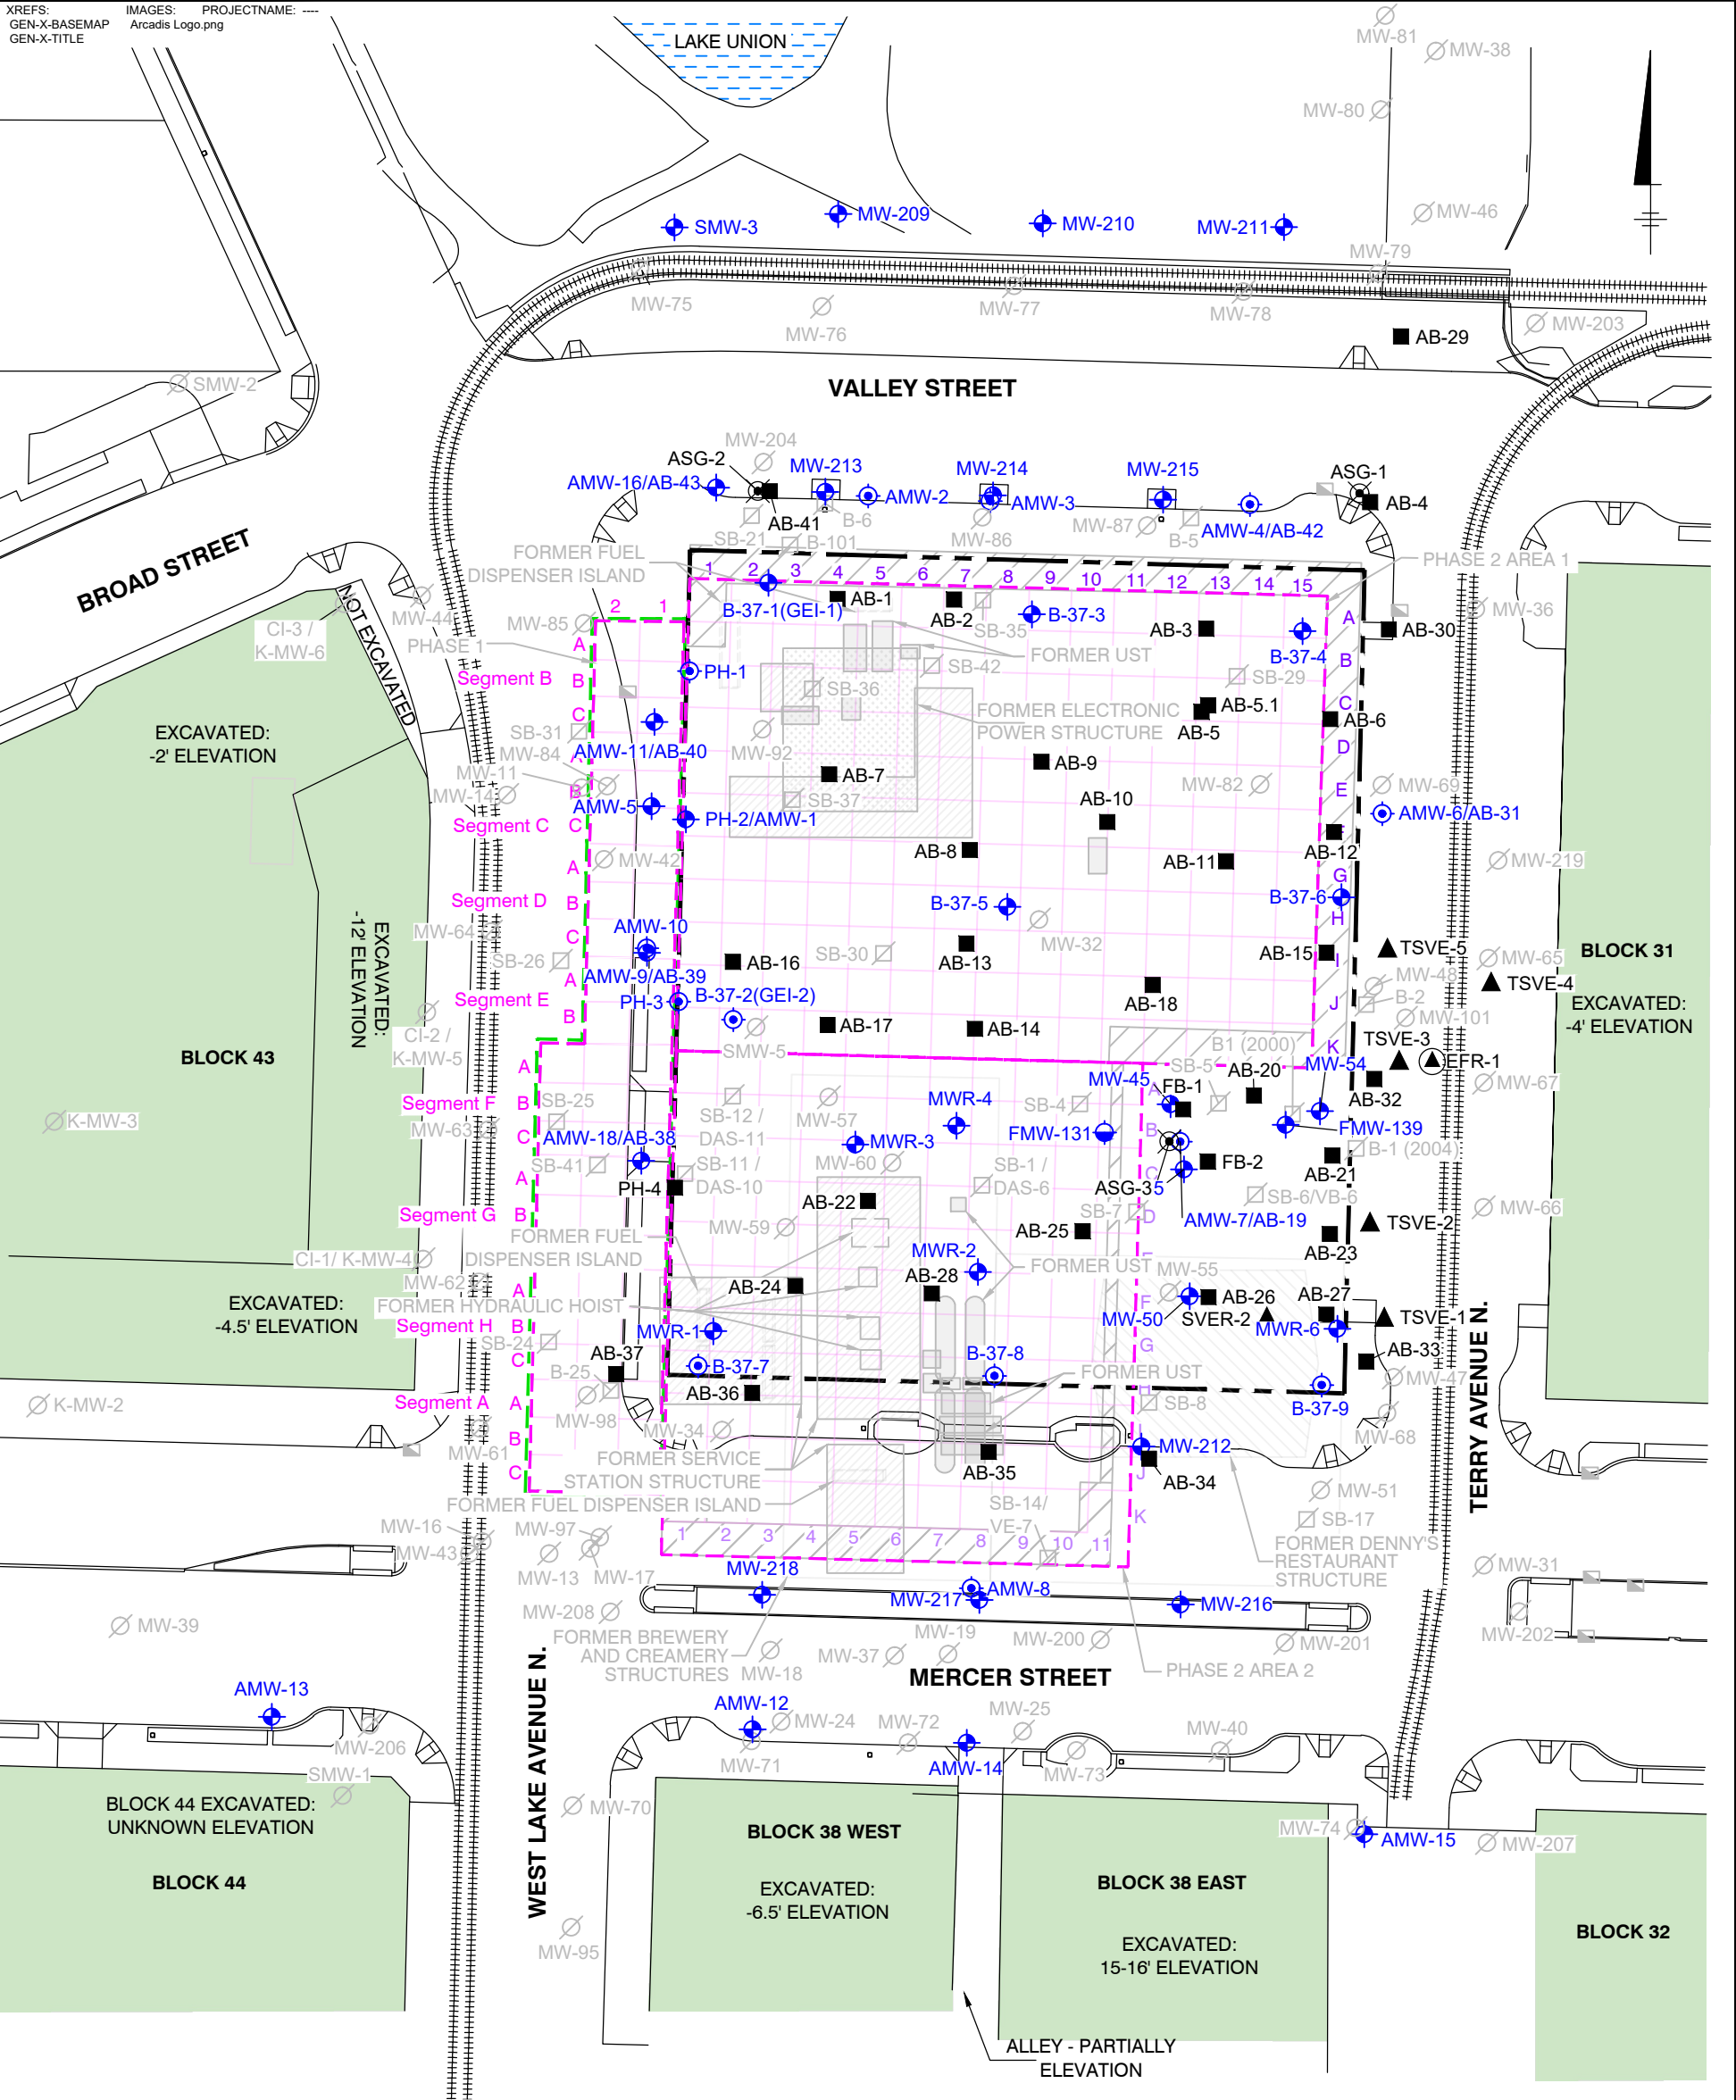 XREFS: IMAGES: PROJECTNAME: ----
GEN-X-BASEMAP Arcadis Logo.png
GEN-X-TITLE
LAKE UNION
MW-81
MW-38
MW-80
MW-46
SMW-3
MW-209
MW-210
MW-211
MW-79
MW-75
MW-76
MW-77
MW-78
MW-203
AB-29
SMW-2
VALLEY STREET
BROAD STREET
MW-204
ASG-2
MW-213
MW-214
MW-215
ASG-1
AMW-16/AB-43
AMW-2
AMW-3
AB-4
AB-41
B-6
MW-87
AMW-4/AB-42
SB-21
B-101
MW-86
B-5
FORMER FUEL
DISPENSER ISLAND
PHASE 2 AREA 1
1 2 3 4 5 6 7 8 9 10 11 12 13 14 15
NOT EXCAVATED
MW-44
2 1
B-37-1(GEI-1)
AB-1
AB-2
SB-35
B-37-3
AB-3
B-37-4
A
AB-30
MW-36
CI-3 /
K-MW-6
MW-85
PHASE 1
A
FORMER UST
B
Segment B B
PH-1
SB-42
SB-29
SB-36
C
C
FORMER ELECTRONIC
POWER STRUCTURE
AB-5.1
AB-5
AB-6
EXCAVATED:
-2' ELEVATION
SB-31
MW-84
AMW-11/AB-40
MW-92
D
MW-11
AB-7
AB-9
MW-82
MW-69
MW-14
B
AMW-5
SB-37
E
AB-10
AMW-6/AB-31
Segment C C
PH-2/AMW-1
AB-8
AB-11
AB-12
MW-42
A
MW-219
G
Segment D B
B-37-5
B-37-6
H
EXCAVATED:
-12' ELEVATION
MW-64
AMW-10
C
MW-32
AB-13
SB-30
AB-15
TSVE-5
BLOCK 31
SB-26
AB-16
I
MW-65
AMW-9/AB-39
A
MW-48
TSVE-4
Segment E
PH-3
B-37-2(GEI-2)
AB-18
J
B-2
EXCAVATED:
-4' ELEVATION
B
AB-17
AB-14
MW-101
CI-2 /
K-MW-5
SMW-5
B1 (2000)
K
TSVE-3
BLOCK 43
A
SB-5
MW-54
EFR-1
MW-45
FB-1
AB-20
MW-67
Segment F B
SB-25
SB-12 /
DAS-11
MW-57
MWR-4
SB-4
A
AB-32
K-MW-3
MW-63
C
AMW-18/AB-38
MWR-3
FMW-131
B
FMW-139
B-1 (2004)
SB-41
SB-11 /
DAS-10
MW-60
SB-1 /
DAS-6
C
FB-2
AB-21
A
PH-4
AB-22
ASG-35
SB-6/VB-6
Segment G B
MW-59
SB-7
D
AMW-7/AB-19
MW-66
TSVE-2
AB-25
AB-23
FORMER FUEL
DISPENSER ISLAND
CI-1/ K-MW-4
MWR-2
FORMER UST
MW-55
MW-62
A
AB-24
AB-28
F
AB-26
AB-27
EXCAVATED:
-4.5' ELEVATION
FORMER HYDRAULIC HOIST
MW-50
SVER-2
TSVE-1
Segment H B
MWR-1
MWR-6
SB-24
G
AB-37
C
B-37-7
B-37-8
AB-33
B-25
FORMER UST
MW-47
AB-36
K-MW-2
Segment A A
MW-98
SB-8
B-37-9
MW-34
MW-68
MW-61
B
MW-212
FORMER SERVICE
STATION STRUCTURE
C
AB-35
J
AB-34
TERRY AVENUE N.
FORMER FUEL DISPENSER ISLAND
SB-14/
VE-7
K
MW-51
SB-17
MW-16
MW-97
1 2 3 4 5 6 7 8 9 10 11
MW-43
FORMER DENNY'S
RESTAURANT
STRUCTURE
MW-13
MW-17
MW-218
MW-31
MW-208
MW-217
AMW-8
MW-216
MW-39
FORMER BREWERY
AND CREAMERY
STRUCTURES
MW-18
MW-37
MW-19
MW-200
MW-201
MW-202
MERCER STREET
PHASE 2 AREA 2
WEST LAKE AVENUE N.
AMW-13
AMW-12
MW-24
MW-72
MW-25
MW-40
MW-206
MW-71
AMW-14
MW-73
SMW-1
MW-70
BLOCK 44 EXCAVATED:
UNKNOWN ELEVATION
MW-74
AMW-15
MW-207
BLOCK 38 WEST
BLOCK 44
BLOCK 38 EAST
EXCAVATED:
-6.5' ELEVATION
BLOCK 32
MW-95
EXCAVATED:
15-16' ELEVATION
ALLEY - PARTIALLY
ELEVATION